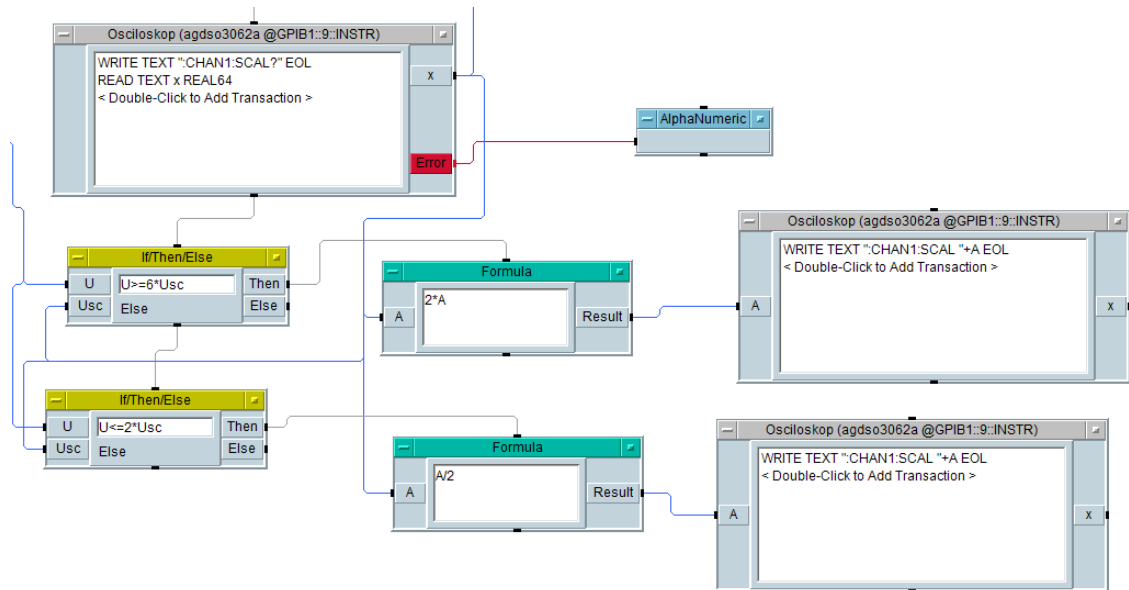 Osciloskop (agdso3062a @GPIB1::9::INSTR)
WRITE TEXT ":CHAN1:SCAL?" EOL
READ TEXT x REAL64
< Double-Click to Add Transaction >
x
Error
AlphaNumeric
If/Then/Else
U
U>=6*Usc
Then
Usc
Else
Else
Formula
2*A
A
Result
Osciloskop (agdso3062a @GPIB1::9::INSTR)
WRITE TEXT ":CHAN1:SCAL "+A EOL
< Double-Click to Add Transaction >
A
x
If/Then/Else
U
U<=2*Usc
Then
Usc
Else
Else
Formula
A/2
A
Result
Osciloskop (agdso3062a @GPIB1::9::INSTR)
WRITE TEXT ":CHAN1:SCAL "+A EOL
< Double-Click to Add Transaction >
A
x